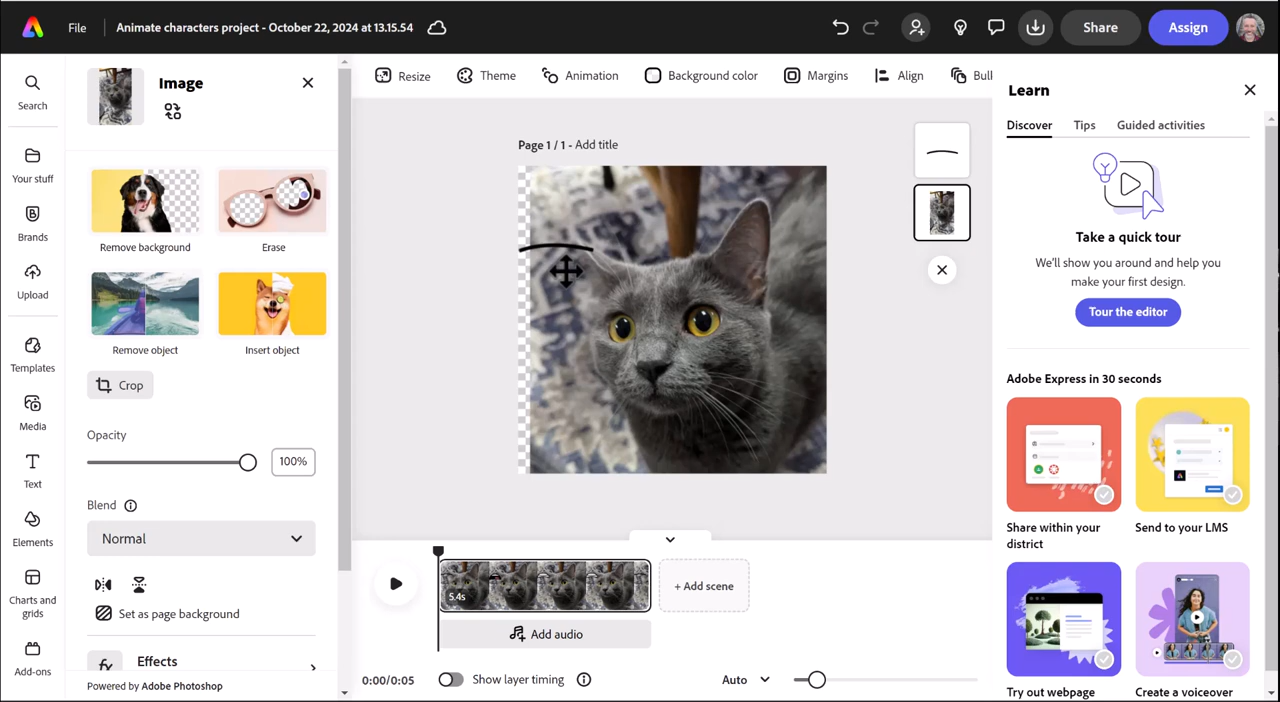 File
Animate characters project - October 22, 2024 at 13.15.54
Share
Assign
Search
Your stuff
Brands
Upload
Templates
Media
Text
Elements
Charts and
grids
Add-ons
Image
Remove background
Erase
Remove object
Insert object
Crop
Opacity
100%
Blend
Normal
Set as page background
fx
Effects
Powered by Adobe Photoshop
Resize
Theme
Animation
Background color
Margins
Align
Bull
Page 1 / 1 - Add title
5.4s
+ Add scene
Add audio
0:00/0:05
Show layer timing
Auto
Learn
Discover
Tips
Guided activities
Take a quick tour
We'll show you around and help you
make your first design.
Tour the editor
Adobe Express in 30 seconds
Share within your
district
Send to your LMS
Try out webpage
Create a voiceover